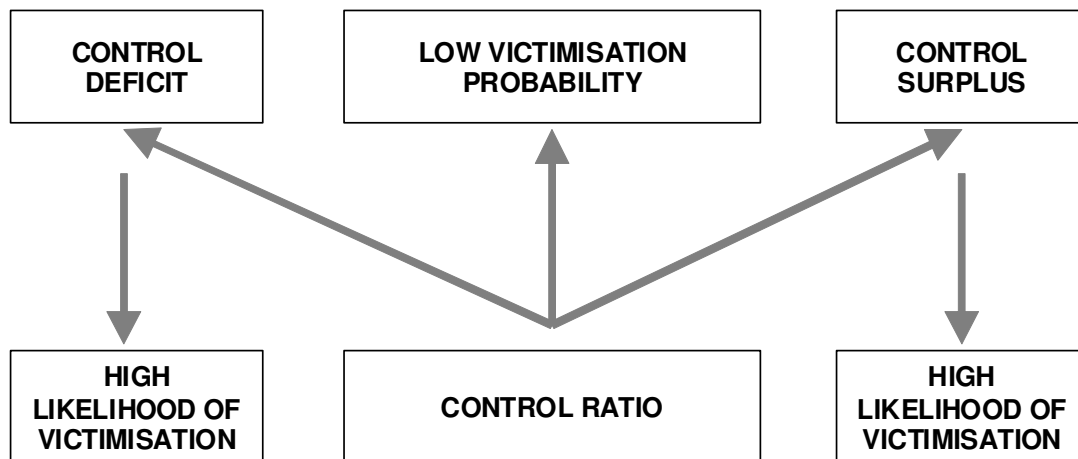 CONTROL
DEFICIT
LOW VICTIMISATION
PROBABILITY
CONTROL
SURPLUS
HIGH
LIKELIHOOD OF
VICTIMISATION
CONTROL RATIO
HIGH
LIKELIHOOD OF
VICTIMISATION